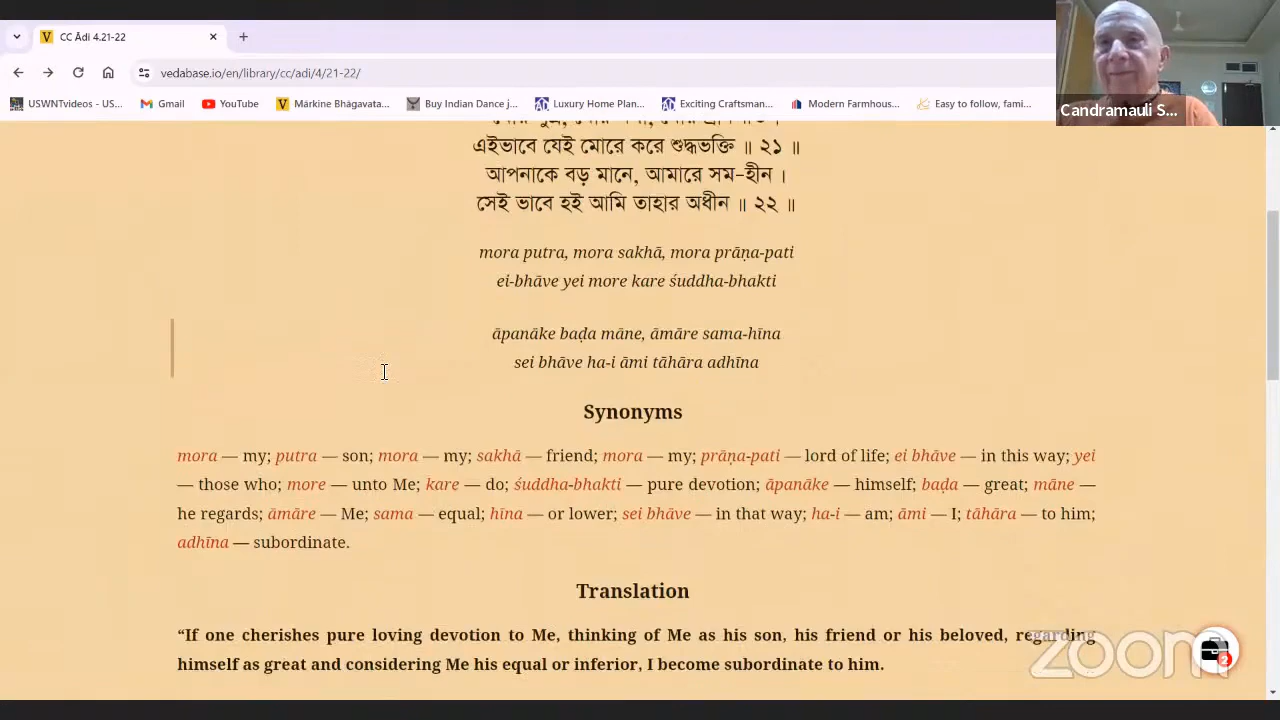 CC Ādi 4.21-22
Candramauli S...
vedabase.io/en/library/cc/adi/4/21-22/
USWNTvideos - US... Gmail YouTube Märkine Bhägavata... Buy Indian Dance j... Luxury Home Plan... Exciting Craftsman... Modern Farmhous... Easy to follow, fami...
এইভাবে যেই মোরে করে শুদ্ধভক্তি ॥ ২১ ॥
আপনাকে বড় মানে, আমারে সম-হীন ।
সেই ভাবে হই আমি তাহার অধীন ॥ ২২ ॥
mora putra, mora sakhā, mora prāṇa-pati
ei-bhāve yei more kare śuddha-bhakti
āpanāke baḍa māne, āmāre sama-hīna
sei bhāve ha-i āmi tāhāra adhīna
Synonyms
mora — my; putra — son; mora — my; sakhā — friend; mora — my; prāṇa-pati — lord of life; ei bhāve — in this way; yei
— those who; more — unto Me; kare — do; śuddha-bhakti — pure devotion; āpanāke — himself; baḍa — great; māne —
he regards; āmāre — Me; sama — equal; hīna — or lower; sei bhāve — in that way; ha-i — am; āmi — I; tāhāra — to him;
adhīna — subordinate.
Translation
“If one cherishes pure loving devotion to Me, thinking of Me as his son, his friend or his beloved, regarding
himself as great and considering Me his equal or inferior, I become subordinate to him.
zoom
2